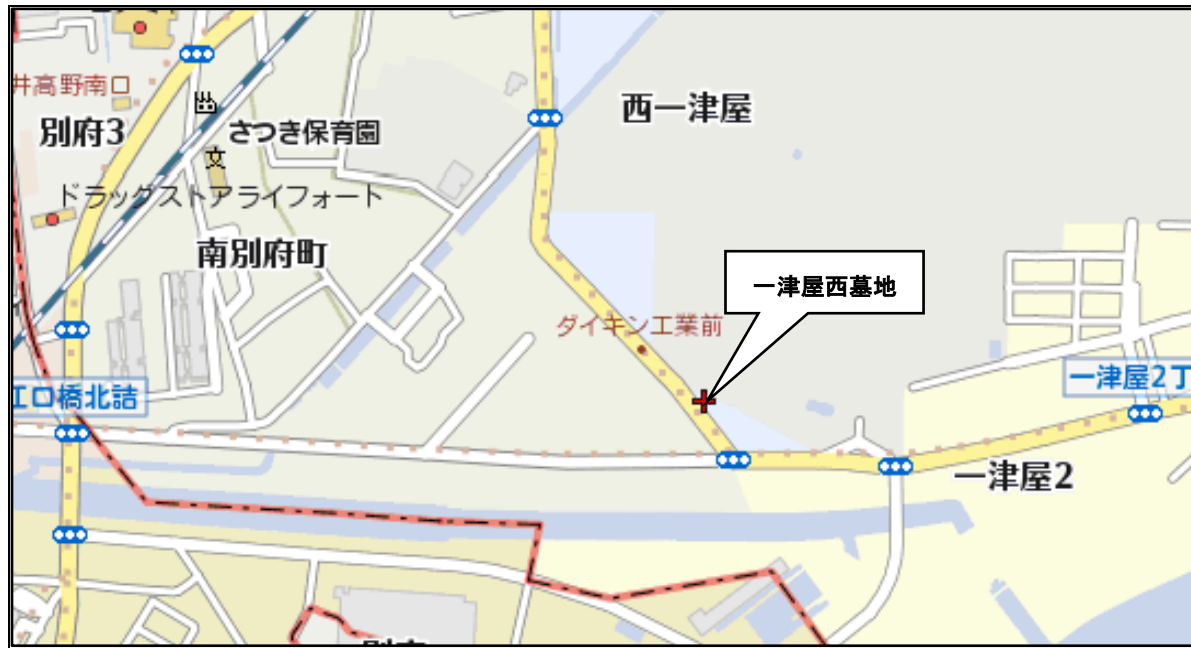 井高野南口
別府3
さつき保育園
文
西一津屋
ドラッグストアライフォート
南別府町
一津屋西墓地
ダイキン工業前
江口橋北詰
一津屋2丁
一津屋2